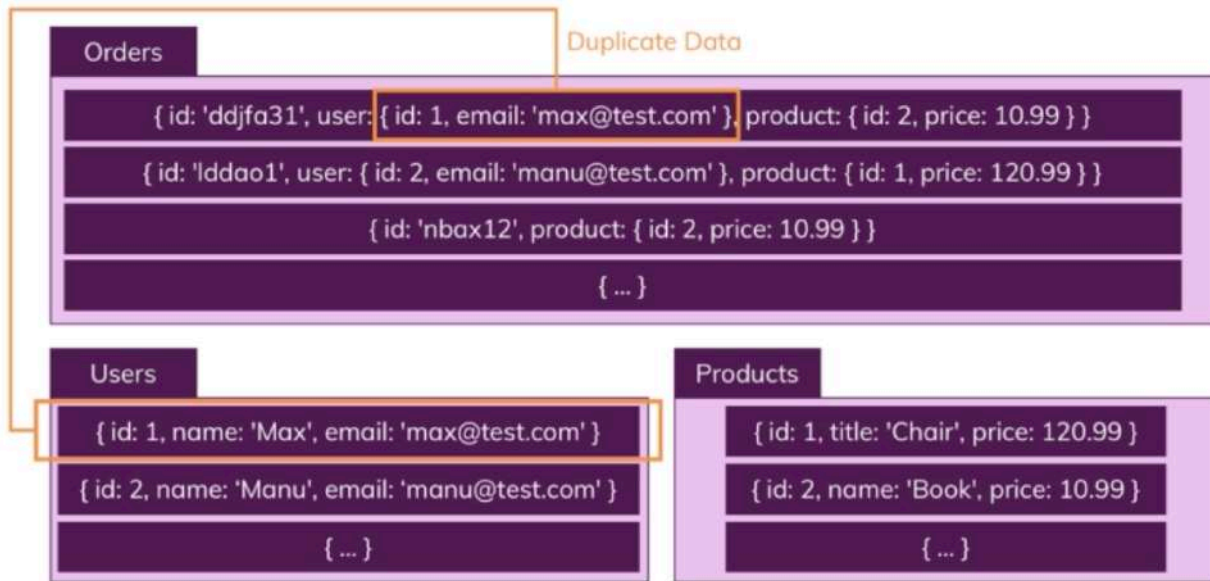 Duplicate Data
Orders
{ id: 'ddjfa31', user: { id: 1, email: 'max@test.com' }, product: { id: 2, price: 10.99 } }
{ id: 'lddao1', user: { id: 2, email: 'manu@test.com' }, product: { id: 1, price: 120.99 } }
{ id: 'nbax12', product: { id: 2, price: 10.99 } }
{ ... }
Users
{ id: 1, name: 'Max', email: 'max@test.com' }
{ id: 2, name: ‘Manu', email: ‘manu@test.com' }
{ ... }
Products
{ id: 1, title: 'Chair', price: 120.99 }
{ id: 2, name: 'Book', price: 10.99 }
{ ... }